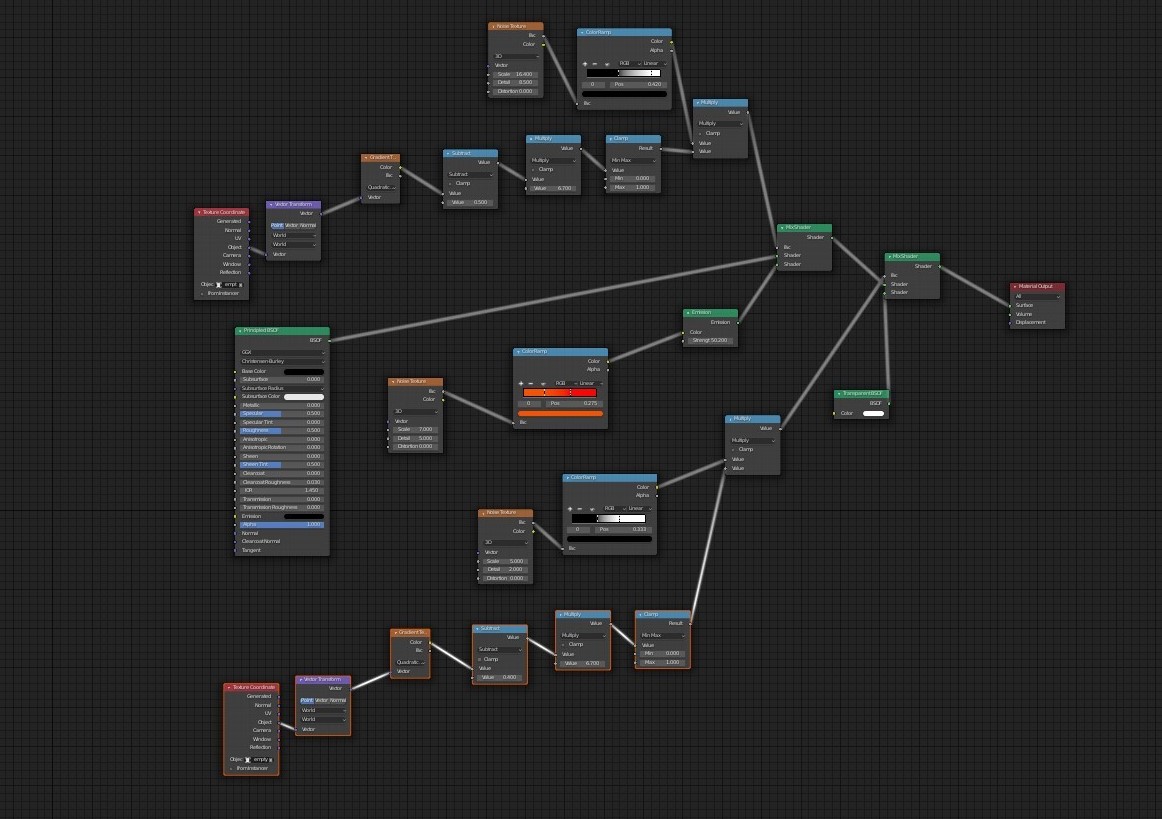 Noise Texture
Fac
Color
3D
Vector
Scale 16.400
Detail 8.500
Distortion 0.000
ColorRamp
Color
Alpha
RGB Linear
0 Pos 0.420
Fac
Multiply
Value
Multiply
Clamp
Value
Value
Gradient T...
Color
Fac
Quadratic ...
Vector
Subtract
Value
Subtract
Clamp
Value
Value 0.500
Multiply
Value
Multiply
Clamp
Value
Value 6.700
Clamp
Result
Min Max
Value
Min 0.000
Max 1.000
Texture Coordinate
Generated
Normal
UV
Object
Camera
Window
Reflection
Objec empt
From Instancer
Vector Transform
Vector
Point Vector Normal
World
World
Vector
Mix Shader
Shader
Fac
Shader
Shader
Mix Shader
Shader
Fac
Shader
Shader
Material Output
All
Surface
Volume
Displacement
Principled BSDF
BSDF
GGX
Christensen-Burley
Base Color
Subsurface 0.000
Subsurface Radius
Subsurface Color
Metallic 0.000
Specular 0.500
Specular Tint 0.000
Roughness 0.500
Anisotropic 0.000
Anisotropic Rotation 0.000
Sheen 0.000
Sheen Tint 0.500
Clearcoat 0.000
Clearcoat Roughness 0.030
IOR 1.450
Transmission 0.000
Transmission Roughness 0.000
Emission
Alpha 1.000
Normal
Clearcoat Normal
Tangent
Emission
Emission
Color
Strengt 50.200
Noise Texture
Fac
Color
3D
Vector
Scale 7.000
Detail 5.000
Distortion 0.000
ColorRamp
Color
Alpha
RGB Linear
0 Pos 0.275
Fac
Transparent BSDF
BSDF
Color
Multiply
Value
Multiply
Clamp
Value
Value
Noise Texture
Fac
Color
3D
Vector
Scale 5.000
Detail 2.000
Distortion 0.000
ColorRamp
Color
Alpha
RGB Linear
0 Pos 0.333
Fac
Texture Coordinate
Generated
Normal
UV
Object
Camera
Window
Reflection
Objec empty
From Instancer
Vector Transform
Vector
Point Vector Normal
World
World
Vector
Gradient Te...
Color
Fac
Quadratic ...
Vector
Subtract
Value
Subtract
Clamp
Value
Value 0.400
Multiply
Value
Multiply
Clamp
Value
Value 6.700
Clamp
Result
Min Max
Value
Min 0.000
Max 1.000